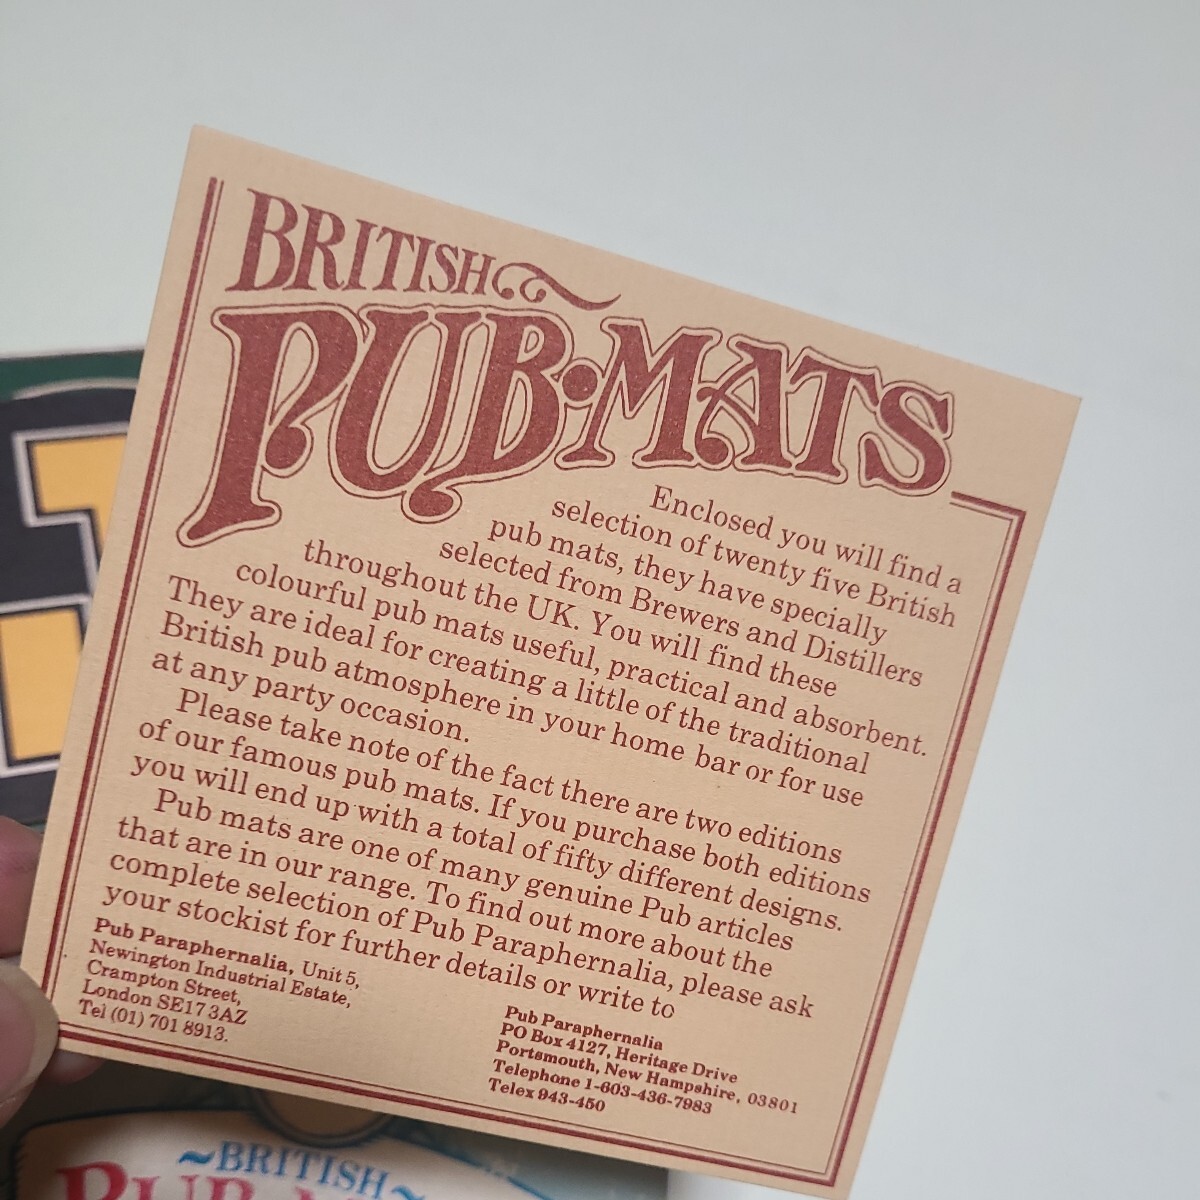 BRITISH
PUB·MATS
Enclosed you will find a
selection of twenty five British
pub mats, they have specially
selected from Brewers and Distillers
throughout the UK. You will find these
colourful pub mats useful, practical and absorbent.
They are ideal for creating a little of the traditional
British pub atmosphere in your home bar or for use
at any party occasion.
Please take note of the fact there are two editions
of our famous pub mats. If you purchase both editions
you will end up with a total of fifty different designs.
Pub mats are one of many genuine Pub articles
that are in our range. To find out more about the
complete selection of Pub Paraphernalia, please ask
your stockist for further details or write to
Pub Paraphernalia, Unit 5,
Newington Industrial Estate,
Crampton Street,
London SE17 3AZ
Tel (01) 701 8913.
Pub Paraphernalia
PO Box 4127, Heritage Drive
Portsmouth, New Hampshire, 03801
Telephone 1-603-436-7983
Telex 943-450
~BRITISH~